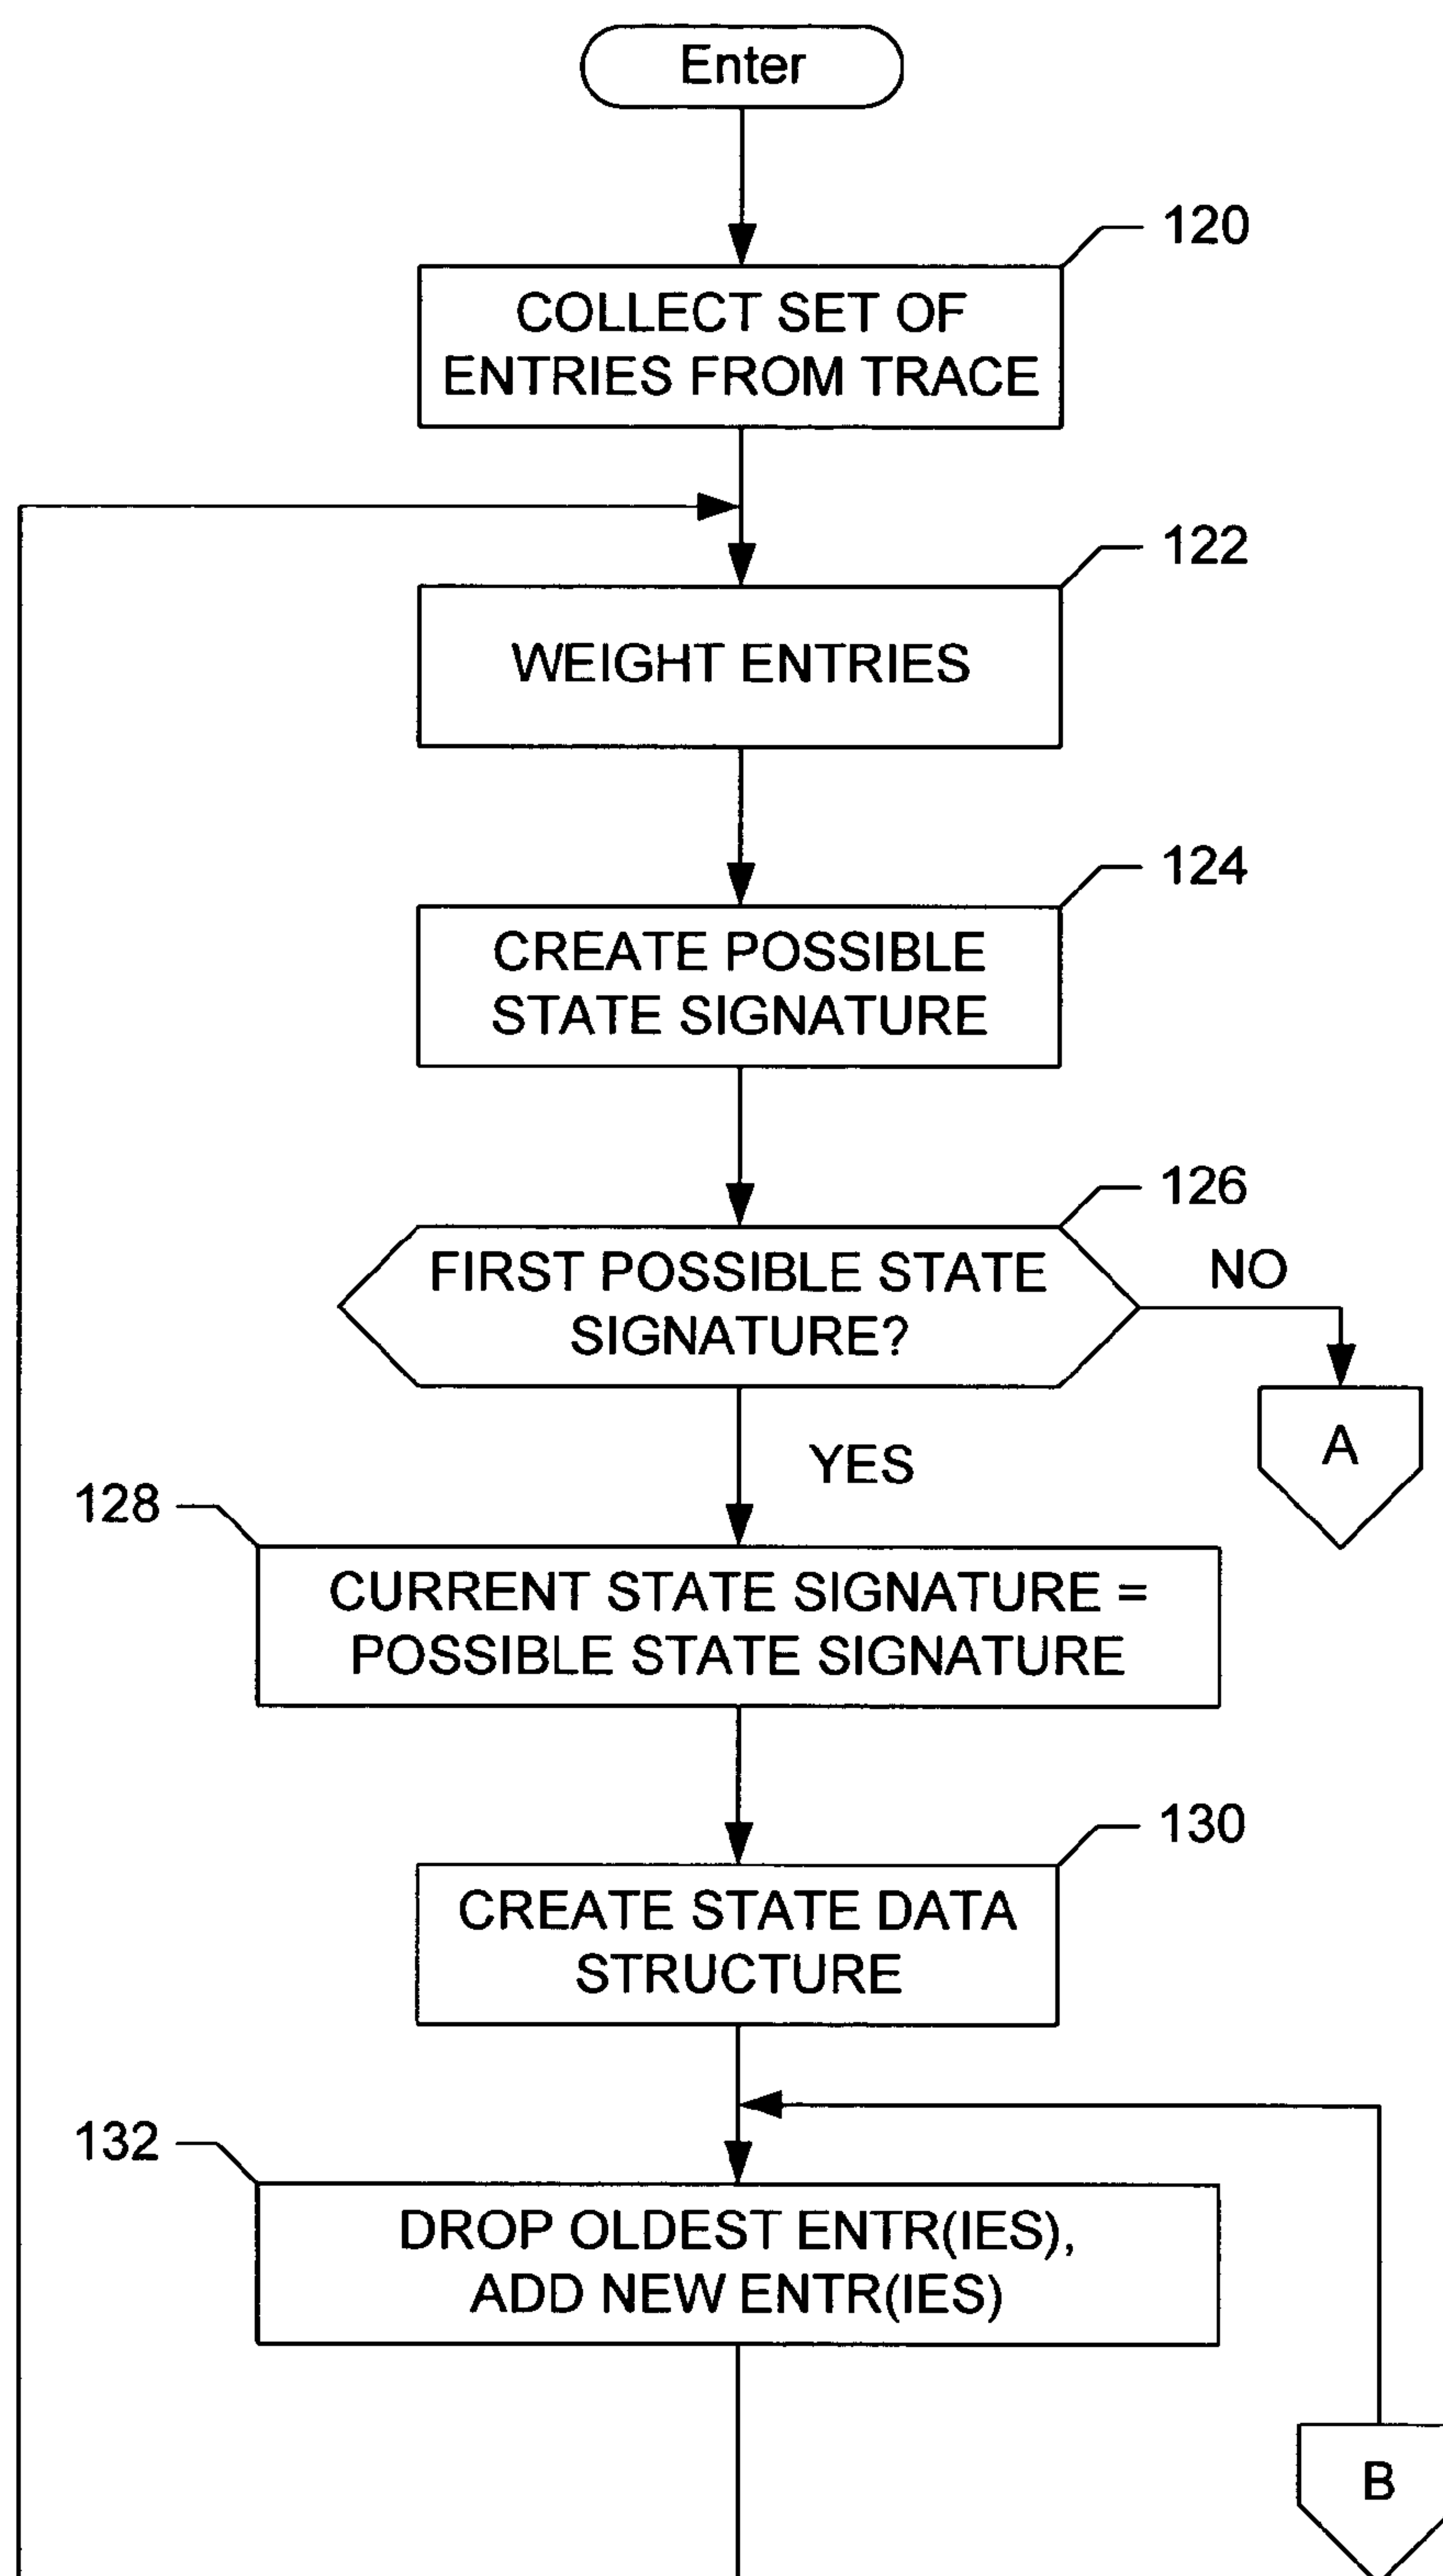 Enter
120
COLLECT SET OF
ENTRIES FROM TRACE
122
WEIGHT ENTRIES
124
CREATE POSSIBLE
STATE SIGNATURE
126
FIRST POSSIBLE STATE
SIGNATURE?
NO
A
YES
128
CURRENT STATE SIGNATURE =
POSSIBLE STATE SIGNATURE
130
CREATE STATE DATA
STRUCTURE
132
DROP OLDEST ENTR(IES),
ADD NEW ENTR(IES)
B